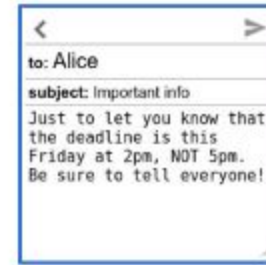 to: Alice
subject: Important info
Just to let you know that
the deadline is this
Friday at 2pm, NOT 5pm.
Be sure to tell everyone!